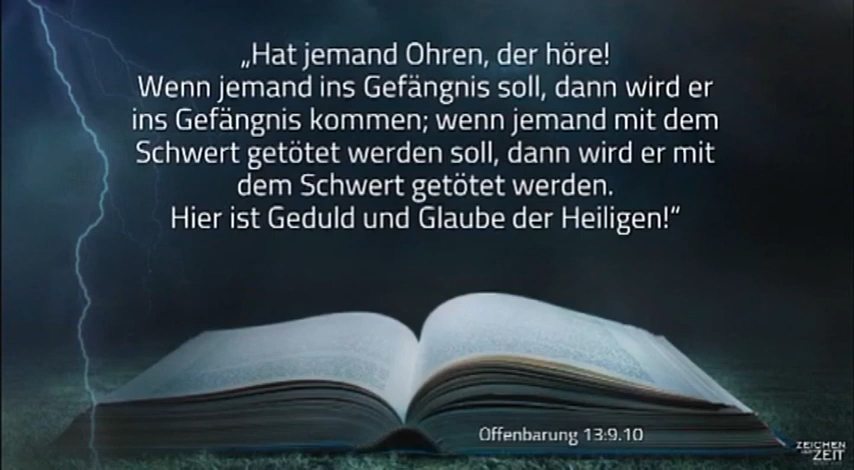 „Hat jemand Ohren, der höre!
Wenn jemand ins Gefängnis soll, dann wird er
ins Gefängnis kommen; wenn jemand mit dem
Schwert getötet werden soll, dann wird er mit
dem Schwert getötet werden.
Hier ist Geduld und Glaube der Heiligen!“
Offenbarung 13:9.10
ZEICHEN
DER ZEIT